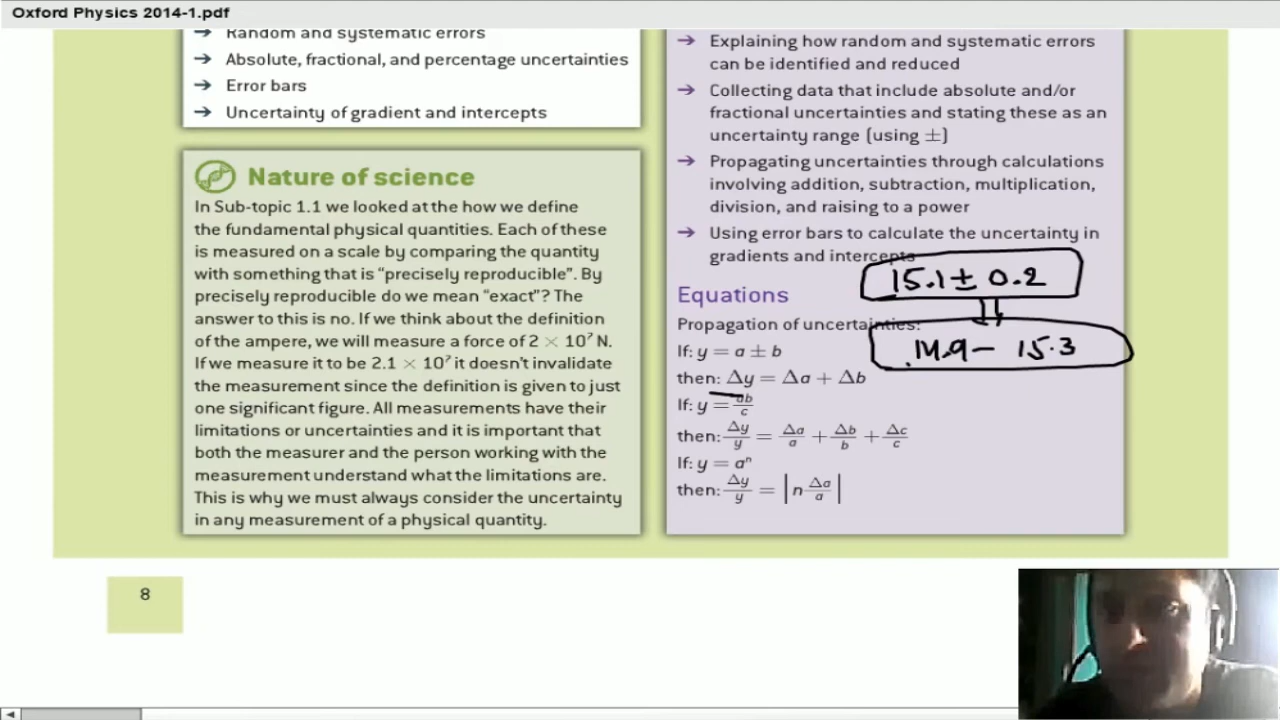 Oxford Physics 2014-1.pdf
→ Random and systematic errors
→ Absolute, fractional, and percentage uncertainties
→ Error bars
→ Uncertainty of gradient and intercepts
Nature of science
In Sub-topic 1.1 we looked at the how we define
the fundamental physical quantities. Each of these
is measured on a scale by comparing the quantity
with something that is "precisely reproducible". By
precisely reproducible do we mean "exact"? The
answer to this is no. If we think about the definition
of the ampere, we will measure a force of 2 × 10⁷ N.
If we measure it to be 2.1 × 10⁷ it doesn't invalidate
the measurement since the definition is given to just
one significant figure. All measurements have their
limitations or uncertainties and it is important that
both the measurer and the person working with the
measurement understand what the limitations are.
This is why we must always consider the uncertainty
in any measurement of a physical quantity.
8
→ Explaining how random and systematic errors
can be identified and reduced
→ Collecting data that include absolute and/or
fractional uncertainties and stating these as an
uncertainty range (using ±)
→ Propagating uncertainties through calculations
involving addition, subtraction, multiplication,
division, and raising to a power
→ Using error bars to calculate the uncertainty in
gradients and intercepts
15.1 ± 0.2
Equations
Propagation of uncertainties:
14.9 – 15.3
If: y = a ± b
then: Δy = Δa + Δb
If: y = ab/c
then: Δy/y = Δa/a + Δb/b + Δc/c
If: y = aⁿ
then: Δy/y = |n Δa/a|